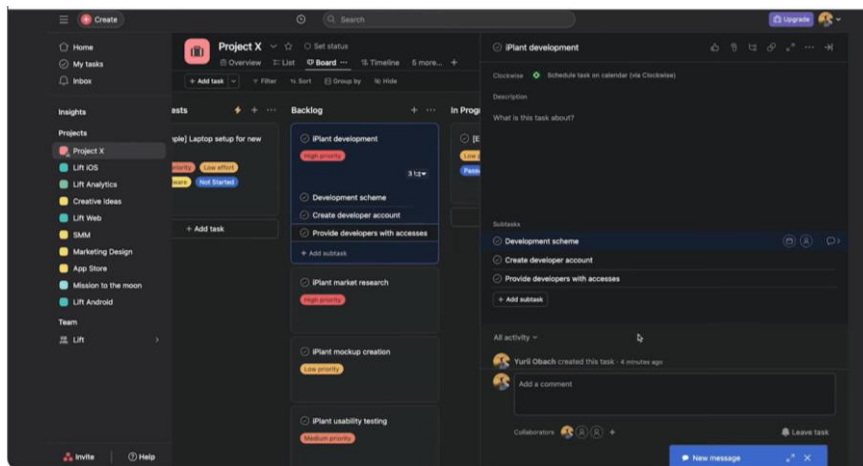 Create
Search
Upgrade
Home
My tasks
Inbox
Insights
Projects
Project X
Lift iOS
Lift Analytics
Creative Ideas
Lift Web
SMM
Marketing Design
App Store
Mission to the moon
Lift Android
Team
Lift
Invite
Help
Project X
Set status
Overview
List
Board
Timeline
5 more...
+ Add task
Filter
Sort
Group by
Hide
ests
ple] Laptop setup for new
riority
Low effort
ware
Not Started
+ Add task
Backlog
iPlant development
High priority
3
Development scheme
Create developer account
Provide developers with accesses
+ Add subtask
iPlant market research
High priority
iPlant mockup creation
Low priority
iPlant usability testing
Medium priority
In Prog
[E
Low
iPlant development
Clockwise
Schedule task on calendar (via Clockwise)
Description
What is this task about?
Subtasks
Development scheme
Create developer account
Provide developers with accesses
+ Add subtask
All activity
Yurii Obach created this task · 4 minutes ago
Add a comment
Collaborators
Leave task
New message